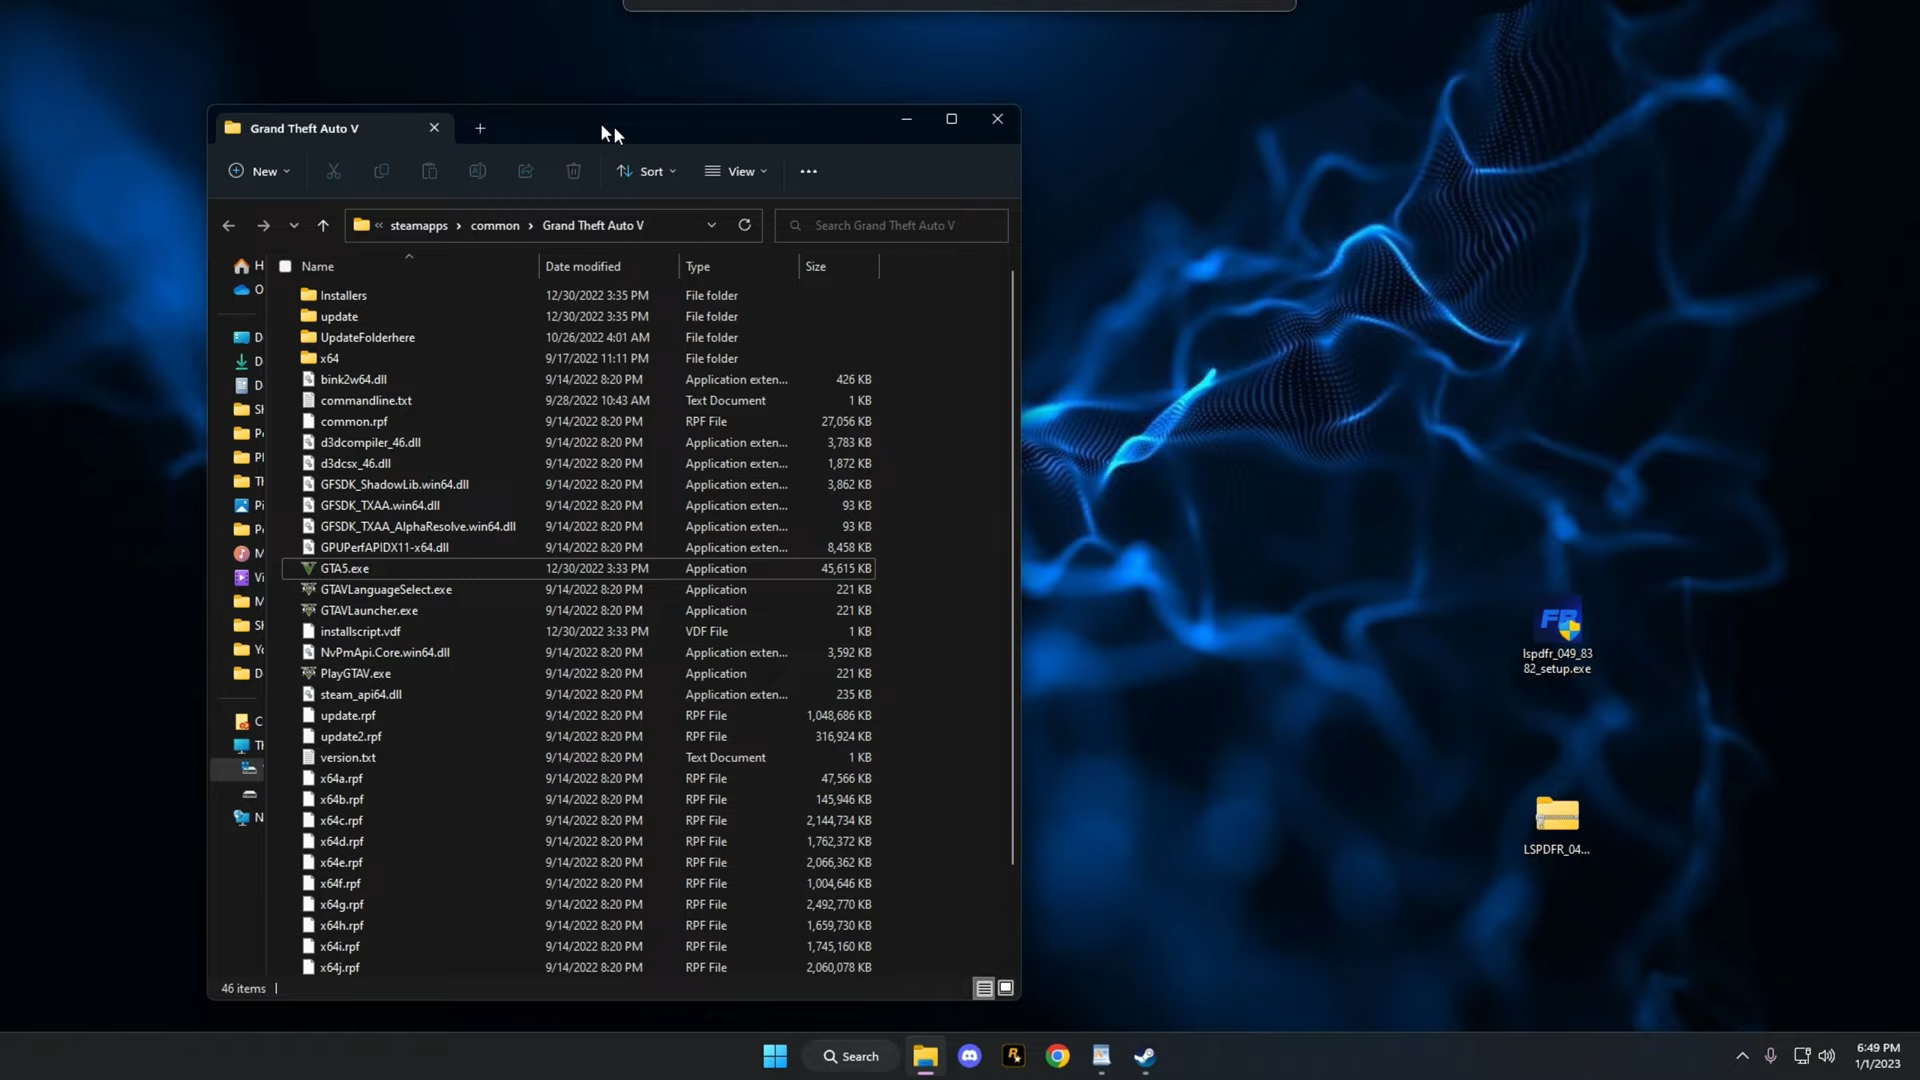 Grand Theft Auto V
New
Sort
View
steamapps > common > Grand Theft Auto V
Search Grand Theft Auto V
Name Date modified Type Size
Installers 12/30/2022 3:35 PM File folder
update 12/30/2022 3:35 PM File folder
UpdateFolderhere 10/26/2022 4:01 AM File folder
x64 9/17/2022 11:11 PM File folder
bink2w64.dll 9/14/2022 8:20 PM Application exten... 426 KB
commandline.txt 9/28/2022 10:43 AM Text Document 1 KB
common.rpf 9/14/2022 8:20 PM RPF File 27,056 KB
d3dcompiler_46.dll 9/14/2022 8:20 PM Application exten... 3,783 KB
d3dcsx_46.dll 9/14/2022 8:20 PM Application exten... 1,872 KB
GFSDK_ShadowLib.win64.dll 9/14/2022 8:20 PM Application exten... 3,862 KB
GFSDK_TXAA.win64.dll 9/14/2022 8:20 PM Application exten... 93 KB
GFSDK_TXAA_AlphaResolve.win64.dll 9/14/2022 8:20 PM Application exten... 93 KB
GPUPerfAPIDX11-x64.dll 9/14/2022 8:20 PM Application exten... 8,458 KB
GTA5.exe 12/30/2022 3:33 PM Application 45,615 KB
GTAVLanguageSelect.exe 9/14/2022 8:20 PM Application 221 KB
GTAVLauncher.exe 9/14/2022 8:20 PM Application 221 KB
installscript.vdf 12/30/2022 3:33 PM VDF File 1 KB
NvPmApi.Core.win64.dll 9/14/2022 8:20 PM Application exten... 3,592 KB
PlayGTAV.exe 9/14/2022 8:20 PM Application 221 KB
steam_api64.dll 9/14/2022 8:20 PM Application exten... 235 KB
update.rpf 9/14/2022 8:20 PM RPF File 1,048,686 KB
update2.rpf 9/14/2022 8:20 PM RPF File 316,924 KB
version.txt 9/14/2022 8:20 PM Text Document 1 KB
x64a.rpf 9/14/2022 8:20 PM RPF File 47,566 KB
x64b.rpf 9/14/2022 8:20 PM RPF File 145,946 KB
x64c.rpf 9/14/2022 8:20 PM RPF File 2,144,734 KB
x64d.rpf 9/14/2022 8:20 PM RPF File 1,762,372 KB
x64e.rpf 9/14/2022 8:20 PM RPF File 2,066,362 KB
x64f.rpf 9/14/2022 8:20 PM RPF File 1,004,646 KB
x64g.rpf 9/14/2022 8:20 PM RPF File 2,492,770 KB
x64h.rpf 9/14/2022 8:20 PM RPF File 1,659,730 KB
x64i.rpf 9/14/2022 8:20 PM RPF File 1,745,160 KB
x64j.rpf 9/14/2022 8:20 PM RPF File 2,060,078 KB
46 items
lspdfr_049_83
82_setup.exe
LSPDFR_04...
Search
6:49 PM
1/1/2023